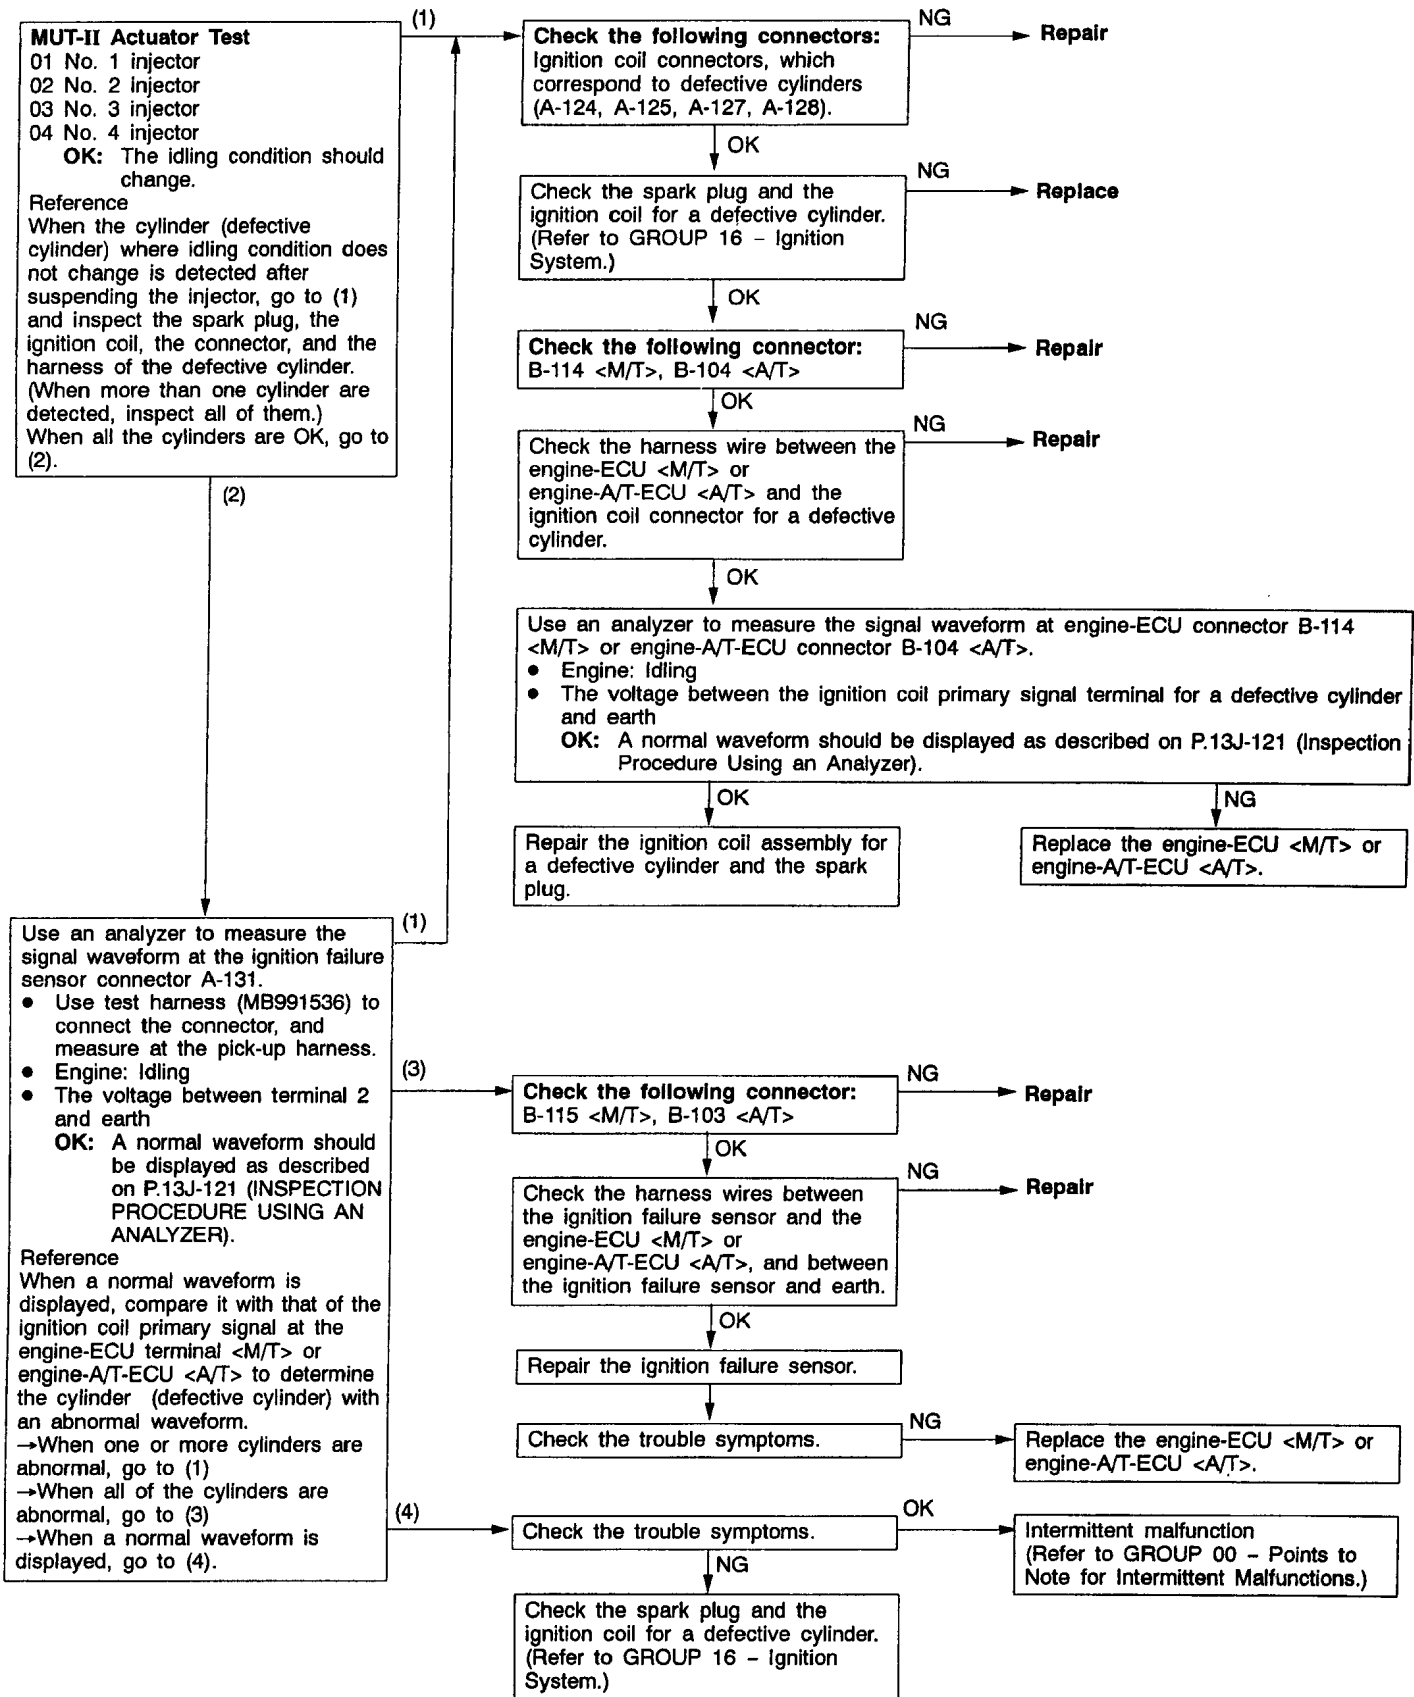 MUT-II Actuator Test
01 No. 1 injector
02 No. 2 injector
03 No. 3 injector
04 No. 4 injector
OK: The idling condition should
change.
Reference
When the cylinder (defective
cylinder) where idling condition does
not change is detected after
suspending the injector, go to (1)
and inspect the spark plug, the
ignition coil, the connector, and the
harness of the defective cylinder.
(When more than one cylinder are
detected, inspect all of them.)
When all the cylinders are OK, go to
(2).
(1)
Check the following connectors:
Ignition coil connectors, which
correspond to defective cylinders
(A-124, A-125, A-127, A-128).
NG
Repair
OK
Check the spark plug and the
ignition coil for a defective cylinder.
(Refer to GROUP 16 – Ignition
System.)
NG
Replace
OK
Check the following connector:
B-114 <M/T>, B-104 <A/T>
NG
Repair
OK
Check the harness wire between the
engine-ECU <M/T> or
engine-A/T-ECU <A/T> and the
ignition coil connector for a defective
cylinder.
NG
Repair
OK
Use an analyzer to measure the signal waveform at engine-ECU connector B-114
<M/T> or engine-A/T-ECU connector B-104 <A/T>.
● Engine: Idling
● The voltage between the ignition coil primary signal terminal for a defective cylinder
and earth
OK: A normal waveform should be displayed as described on P.13J-121 (Inspection
Procedure Using an Analyzer).
OK
NG
Repair the ignition coil assembly for
a defective cylinder and the spark
plug.
Replace the engine-ECU <M/T> or
engine-A/T-ECU <A/T>.
(2)
Use an analyzer to measure the
signal waveform at the ignition failure
sensor connector A-131.
● Use test harness (MB991536) to
connect the connector, and
measure at the pick-up harness.
● Engine: Idling
● The voltage between terminal 2
and earth
OK: A normal waveform should
be displayed as described
on P.13J-121 (INSPECTION
PROCEDURE USING AN
ANALYZER).
Reference
When a normal waveform is
displayed, compare it with that of the
ignition coil primary signal at the
engine-ECU terminal <M/T> or
engine-A/T-ECU <A/T> to determine
the cylinder (defective cylinder) with
an abnormal waveform.
→When one or more cylinders are
abnormal, go to (1)
→When all of the cylinders are
abnormal, go to (3)
→When a normal waveform is
displayed, go to (4).
(1)
(3)
Check the following connector:
B-115 <M/T>, B-103 <A/T>
NG
Repair
OK
Check the harness wires between
the ignition failure sensor and the
engine-ECU <M/T> or
engine-A/T-ECU <A/T>, and between
the ignition failure sensor and earth.
NG
Repair
OK
Repair the ignition failure sensor.
Check the trouble symptoms.
NG
Replace the engine-ECU <M/T> or
engine-A/T-ECU <A/T>.
(4)
Check the trouble symptoms.
OK
Intermittent malfunction
(Refer to GROUP 00 – Points to
Note for Intermittent Malfunctions.)
NG
Check the spark plug and the
ignition coil for a defective cylinder.
(Refer to GROUP 16 – Ignition
System.)